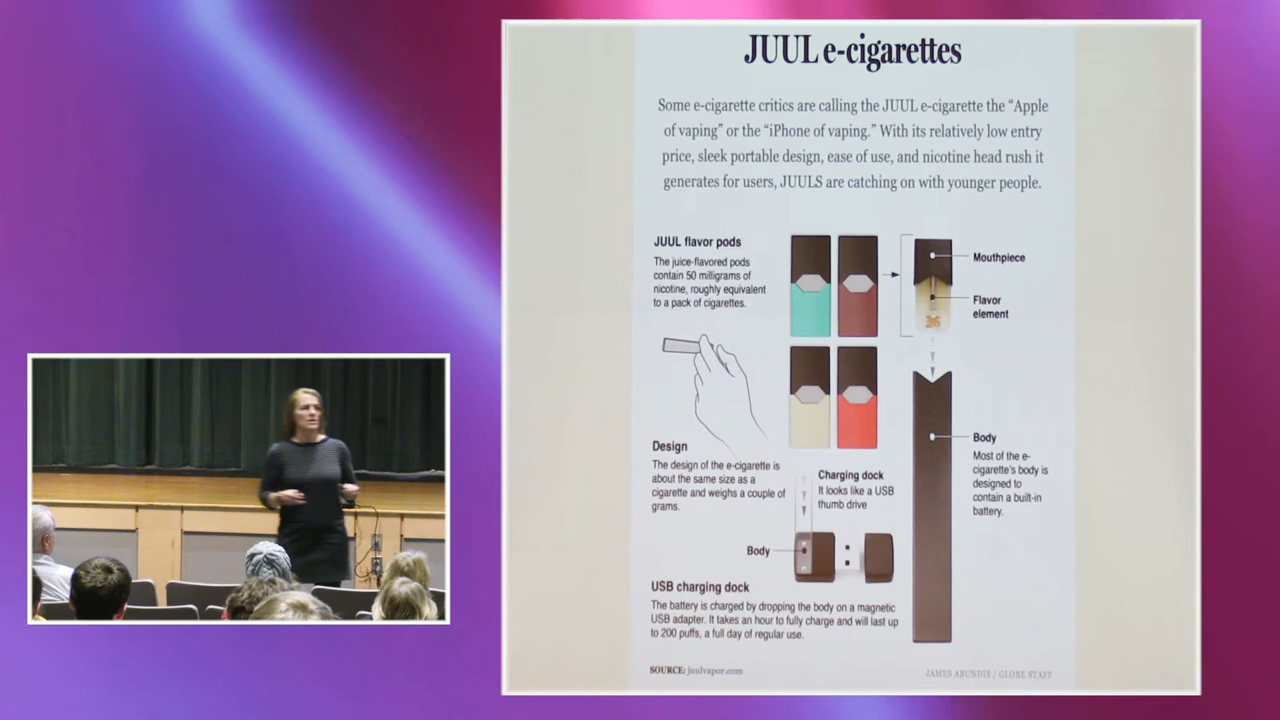 JUUL e-cigarettes
Some e-cigarette critics are calling the JUUL e-cigarette the “Apple
of vaping” or the “iPhone of vaping.” With its relatively low entry
price, sleek portable design, ease of use, and nicotine head rush it
generates for users, JUULS are catching on with younger people.
JUUL flavor pods
The juice-flavored pods
contain 50 milligrams of
nicotine, roughly equivalent
to a pack of cigarettes.
Mouthpiece
Flavor
element
Design
The design of the e-cigarette is
about the same size as a
cigarette and weighs a couple of
grams.
Charging dock
It looks like a USB
thumb drive
Body
Most of the e-
cigarette's body is
designed to
contain a built-in
battery.
Body
USB charging dock
The battery is charged by dropping the body on a magnetic
USB adapter. It takes an hour to fully charge and will last up
to 200 puffs, a full day of regular use.
SOURCE: juulvapor.com
JAMES ABUNDIS / GLOBE STAFF